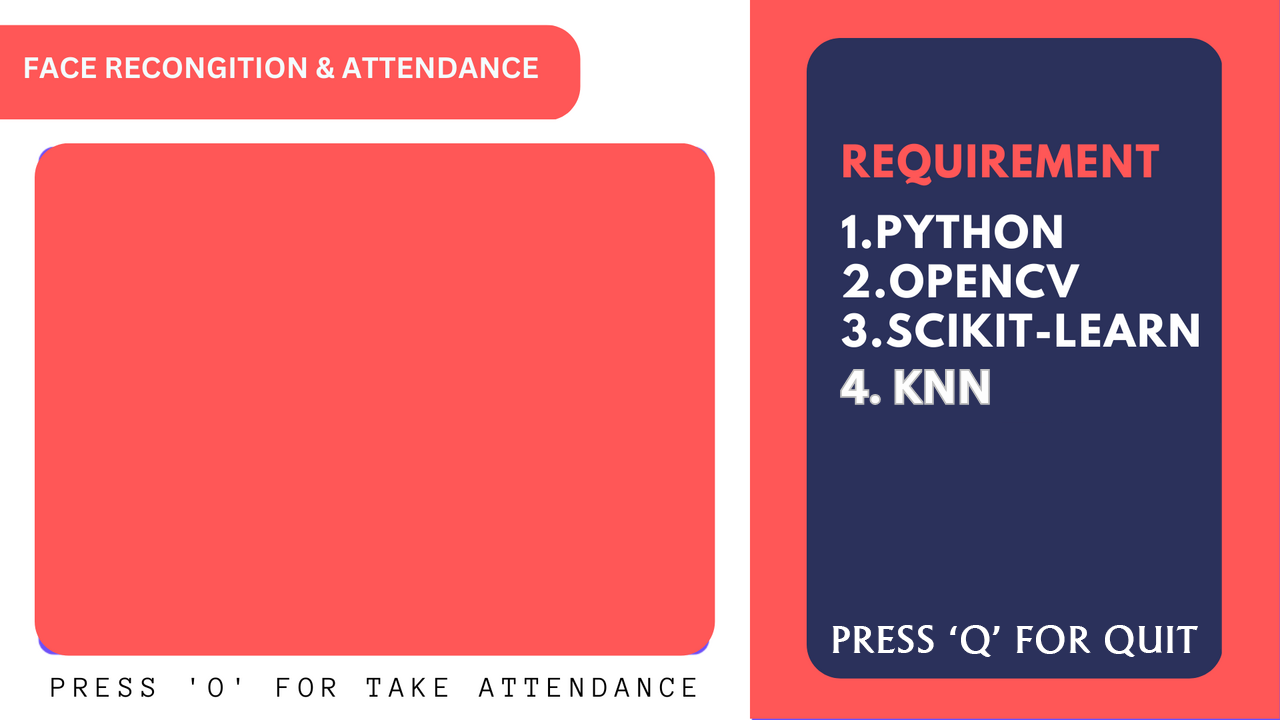 FACE RECONGITION & ATTENDANCE
PRESS 'O' FOR TAKE ATTENDANCE
REQUIREMENT
1.PYTHON
2.OPENCV
3.SCIKIT-LEARN
4. KNN
PRESS ‘Q’ FOR QUIT